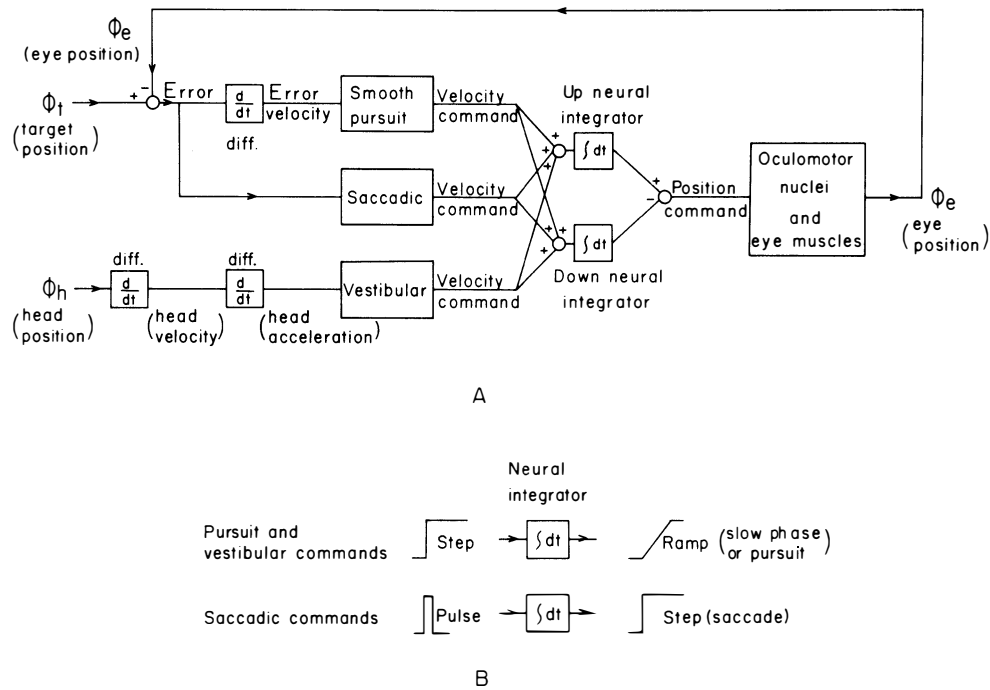 Φe
(eye position)
Φt
(target position)
+
−
Error
d/dt
diff.
Error velocity
Smooth pursuit
Velocity command
Saccadic
Velocity command
Φh
(head position)
diff.
d/dt
(head velocity)
diff.
d/dt
(head acceleration)
Vestibular
Velocity command
Up neural
integrator
+
+
+
∫dt
+
+
+
∫dt
Down neural
integrator
+
−
Position
command
Oculomotor
nuclei
and
eye muscles
Φe
(eye position)
A
Neural
integrator
Pursuit and
vestibular commands
Step
∫dt
Ramp (slow phase or pursuit)
Saccadic commands
Pulse
∫dt
Step (saccade)
B